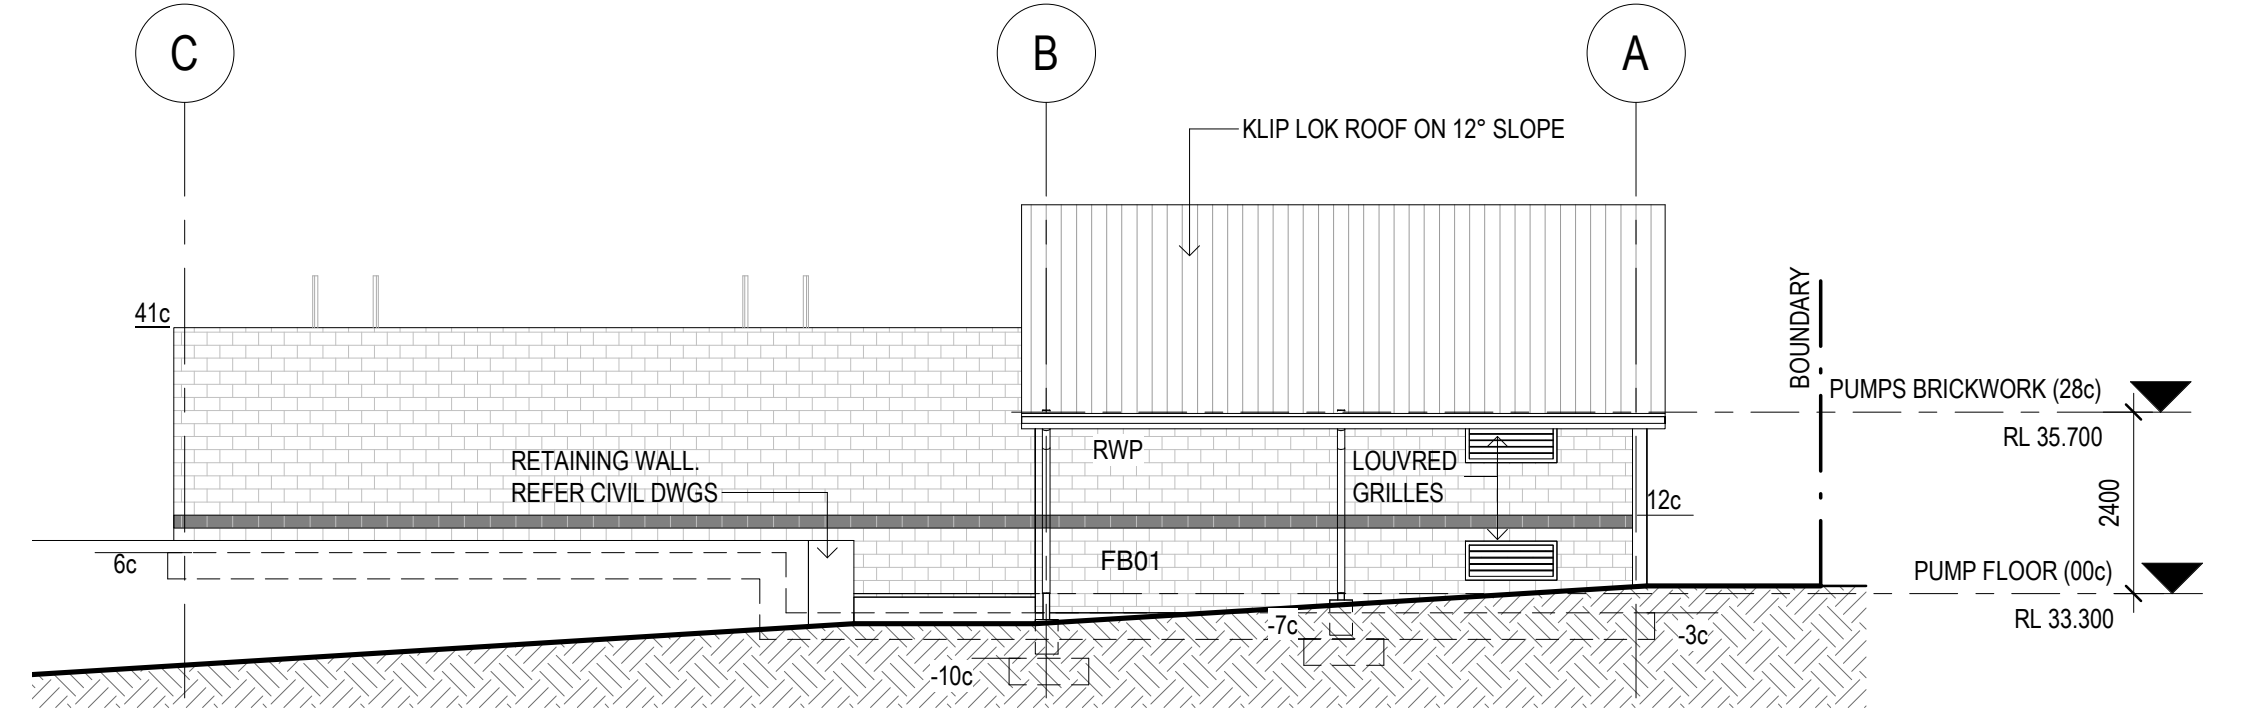 C
B
A
KLIP LOK ROOF ON 12° SLOPE
41c
BOUNDARY
PUMPS BRICKWORK (28c)
RL 35.700
RWP
RETAINING WALL.
REFER CIVIL DWGS
LOUVRED
GRILLES
12c
2400
6c
FB01
PUMP FLOOR (00c)
RL 33.300
-7c
-3c
-10c